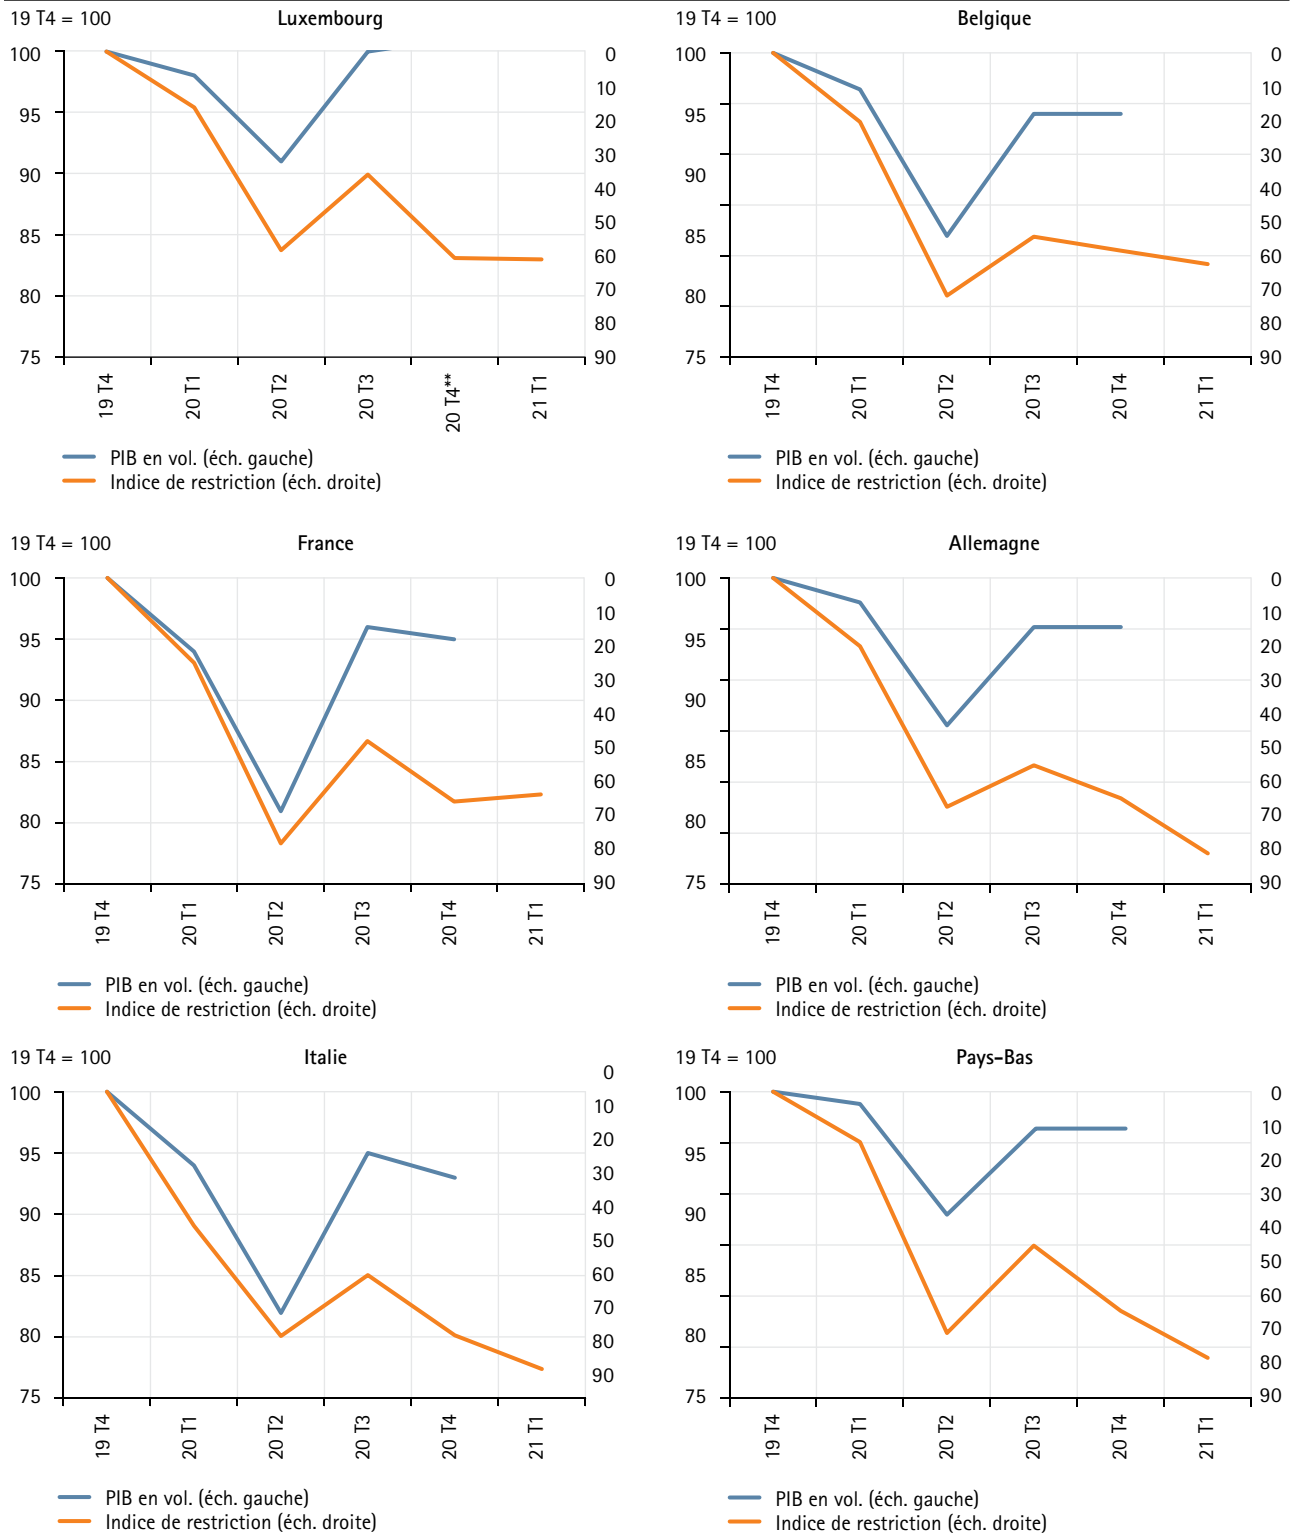 19 T4 = 100
Luxembourg
100
95
90
85
80
75
0
10
20
30
40
50
60
70
80
90
19 T4
20 T1
20 T2
20 T3
20 T4**
21 T1
PIB en vol. (éch. gauche)
Indice de restriction (éch. droite)
19 T4 = 100
Belgique
100
95
90
85
80
75
0
10
20
30
40
50
60
70
80
90
19 T4
20 T1
20 T2
20 T3
20 T4
21 T1
PIB en vol. (éch. gauche)
Indice de restriction (éch. droite)
19 T4 = 100
France
100
95
90
85
80
75
0
10
20
30
40
50
60
70
80
90
19 T4
20 T1
20 T2
20 T3
20 T4
21 T1
PIB en vol. (éch. gauche)
Indice de restriction (éch. droite)
19 T4 = 100
Allemagne
100
95
90
85
80
75
0
10
20
30
40
50
60
70
80
90
19 T4
20 T1
20 T2
20 T3
20 T4
21 T1
PIB en vol. (éch. gauche)
Indice de restriction (éch. droite)
19 T4 = 100
Italie
100
95
90
85
80
75
0
10
20
30
40
50
60
70
80
90
19 T4
20 T1
20 T2
20 T3
20 T4
21 T1
PIB en vol. (éch. gauche)
Indice de restriction (éch. droite)
19 T4 = 100
Pays-Bas
100
95
90
85
80
75
0
10
20
30
40
50
60
70
80
90
19 T4
20 T1
20 T2
20 T3
20 T4
21 T1
PIB en vol. (éch. gauche)
Indice de restriction (éch. droite)